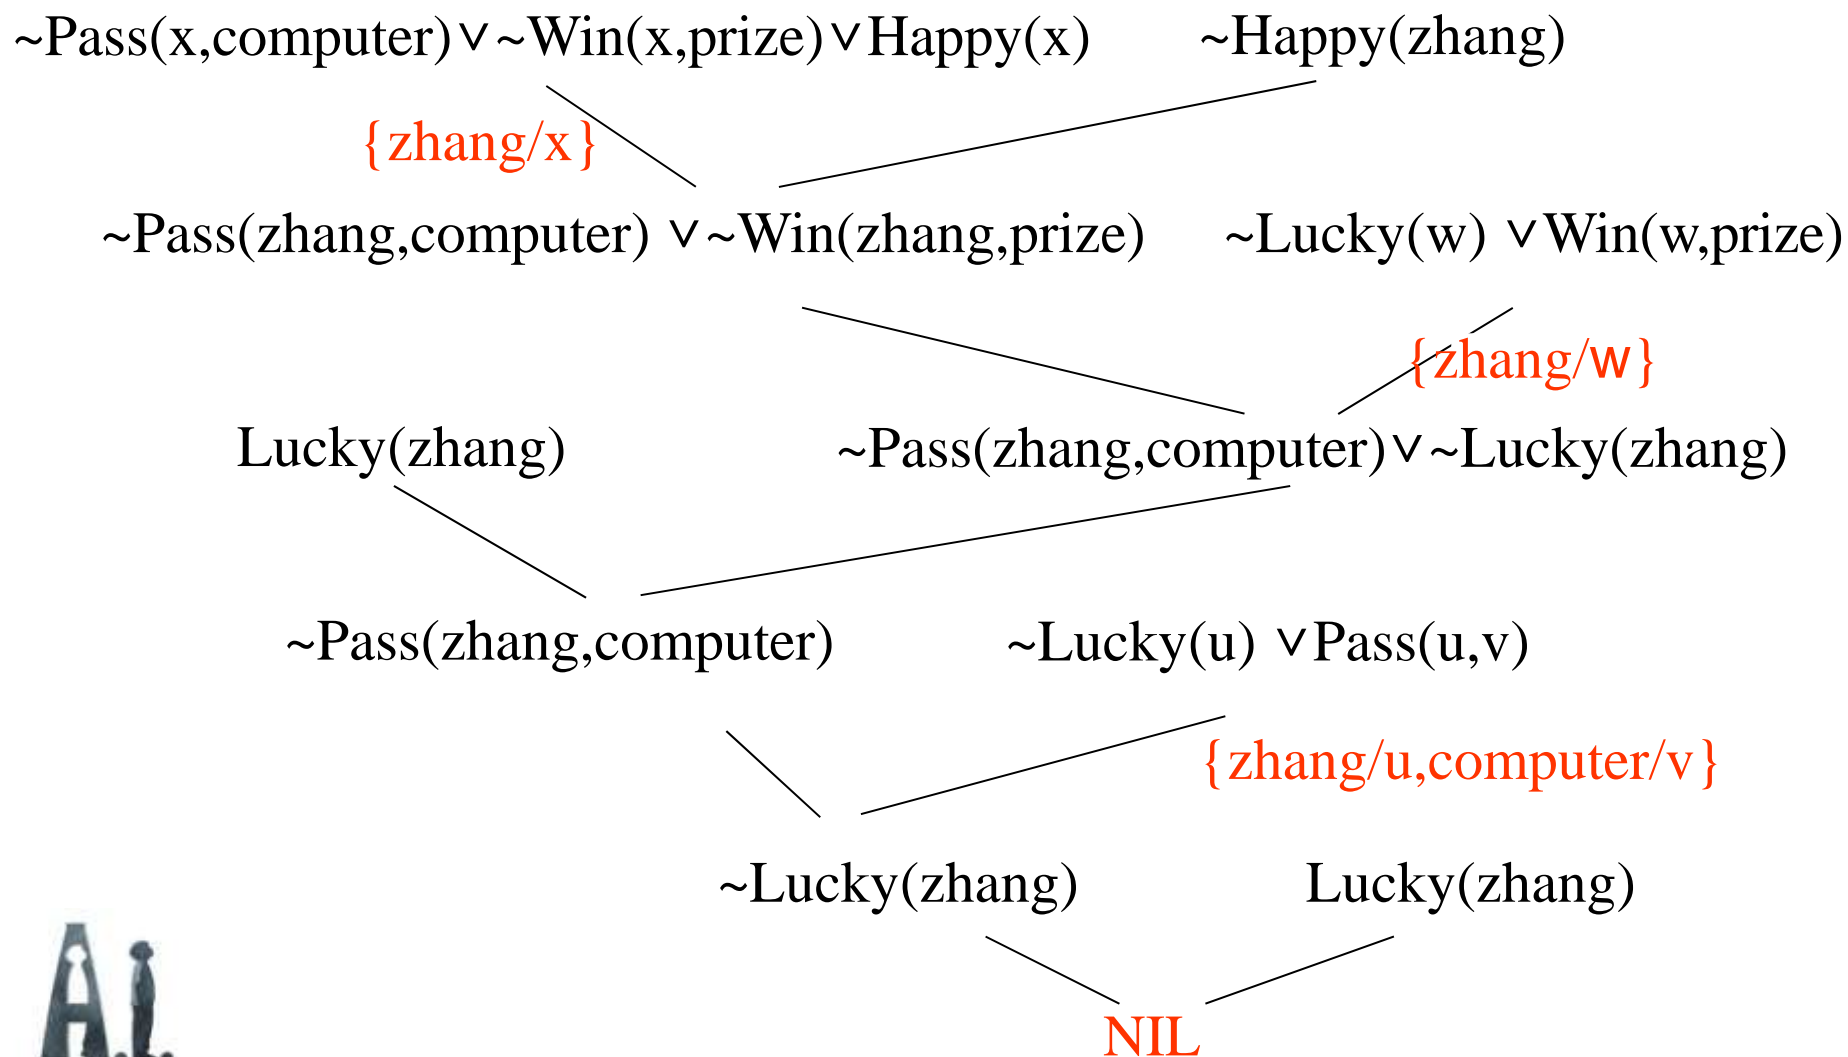 ~Pass(x,computer)∨~Win(x,prize)∨Happy(x) ~Happy(zhang)
{zhang/x}
~Pass(zhang,computer) ∨~Win(zhang,prize) ~Lucky(w) ∨Win(w,prize)
{zhang/w}
Lucky(zhang) ~Pass(zhang,computer)∨~Lucky(zhang)
~Pass(zhang,computer) ~Lucky(u) ∨Pass(u,v)
{zhang/u,computer/v}
~Lucky(zhang) Lucky(zhang)
A.i.
NIL